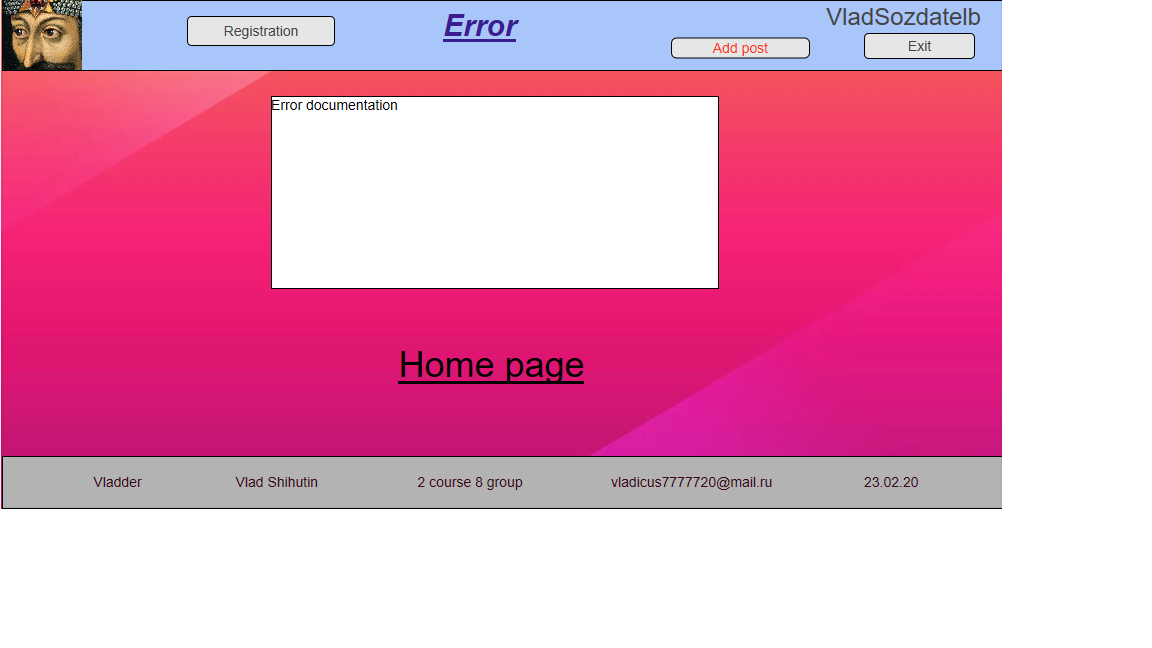 Registration
Error
Add post
VladSozdatelb
Exit
Error documentation
Home page
Vladder
Vlad Shihutin
2 course 8 group
vladicus7777720@mail.ru
23.02.20